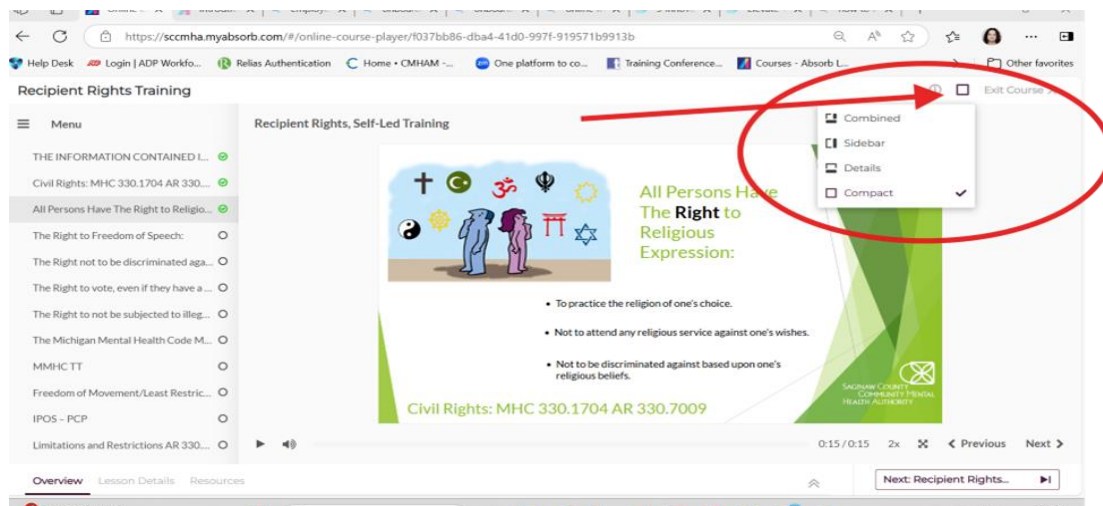 https://sccmha.myabsorb.com/#/online-course-player/f037bb86-dba4-41d0-997f-919571b9913b
Help Desk Login | ADP Workfo... Relias Authentication Home • CMHAM -... One platform to co... Training Conference... Courses - Absorb L... Other favorites
Recipient Rights Training Exit Course
Menu
Recipient Rights, Self-Led Training
Combined
Sidebar
Details
Compact
THE INFORMATION CONTAINED I...
Civil Rights: MHC 330.1704 AR 330....
All Persons Have The Right to Religio...
The Right to Freedom of Speech:
The Right not to be discriminated aga...
The Right to vote, even if they have a ...
The Right to not be subjected to illeg...
The Michigan Mental Health Code M...
MMHC TT
Freedom of Movement/Least Restric...
IPOS – PCP
Limitations and Restrictions AR 330....
All Persons Have
The Right to
Religious
Expression:
• To practice the religion of one's choice.
• Not to attend any religious service against one's wishes.
• Not to be discriminated against based upon one's
religious beliefs.
Civil Rights: MHC 330.1704 AR 330.7009
SAGINAW COUNTY
COMMUNITY MENTAL
HEALTH AUTHORITY
0:15 / 0:15 2x Previous Next
Overview Lesson Details Resources
Next: Recipient Rights...